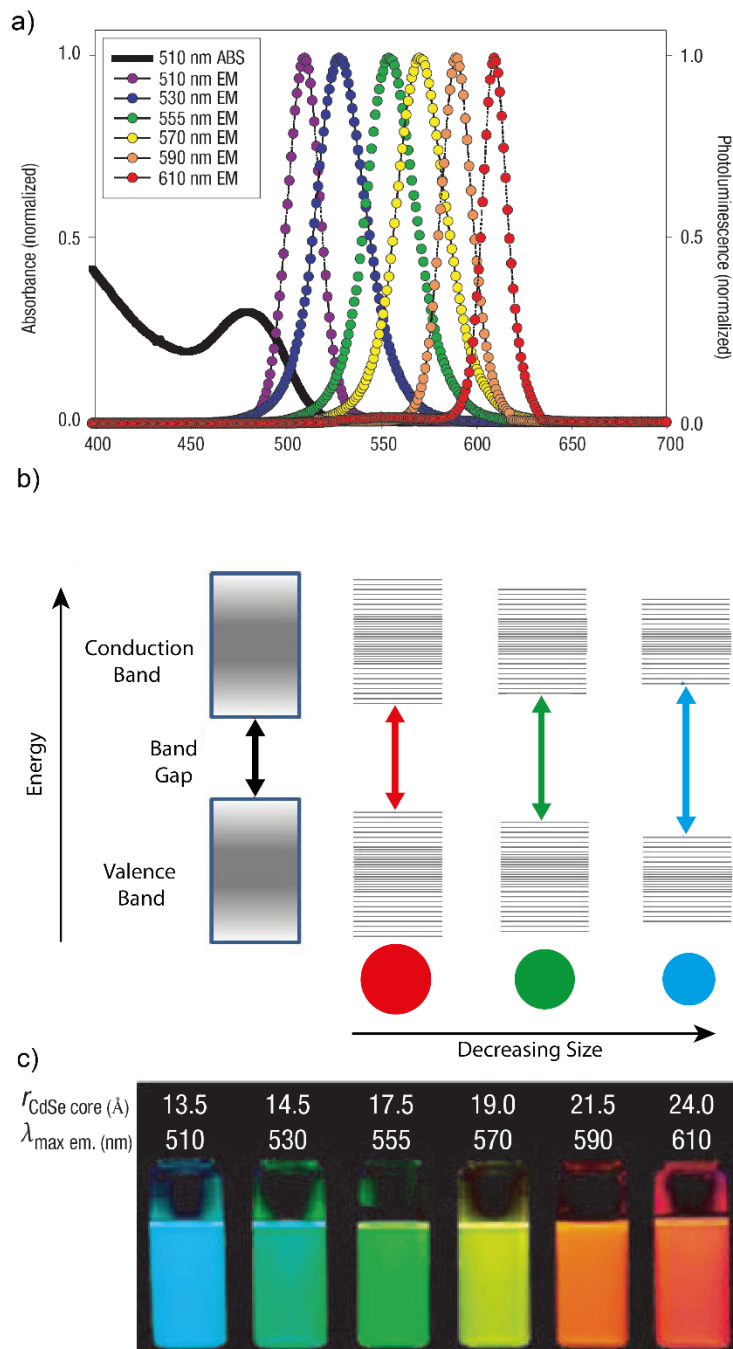 a)
1.0
0.5
0.0
Absorbance (normalized)
510 nm ABS
510 nm EM
530 nm EM
555 nm EM
570 nm EM
590 nm EM
610 nm EM
1.0
0.5
0.0
Photoluminescence (normalized)
400 450 500 550 600 650 700
b)
Energy
Conduction
Band
Band
Gap
Valence
Band
Decreasing Size
c)
rCdSe core (Å) 13.5 14.5 17.5 19.0 21.5 24.0
λmax em. (nm) 510 530 555 570 590 610